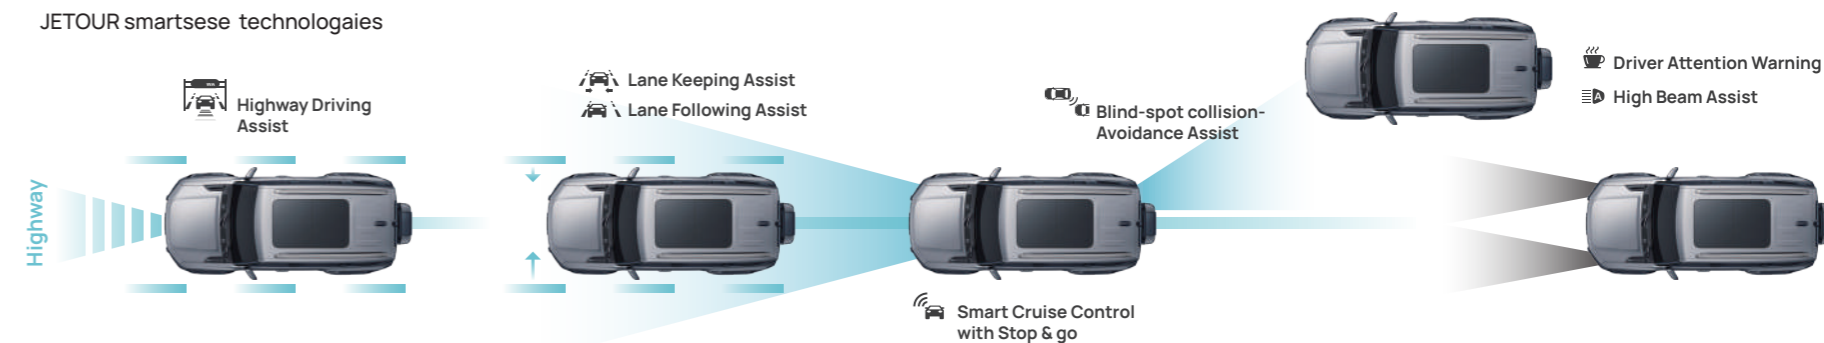 JETOUR smartsese technologaies
Highway
Highway Driving
Assist
Lane Keeping Assist
Lane Following Assist
Smart Cruise Control
with Stop & go
Blind-spot collision-
Avoidance Assist
Driver Attention Warning
High Beam Assist